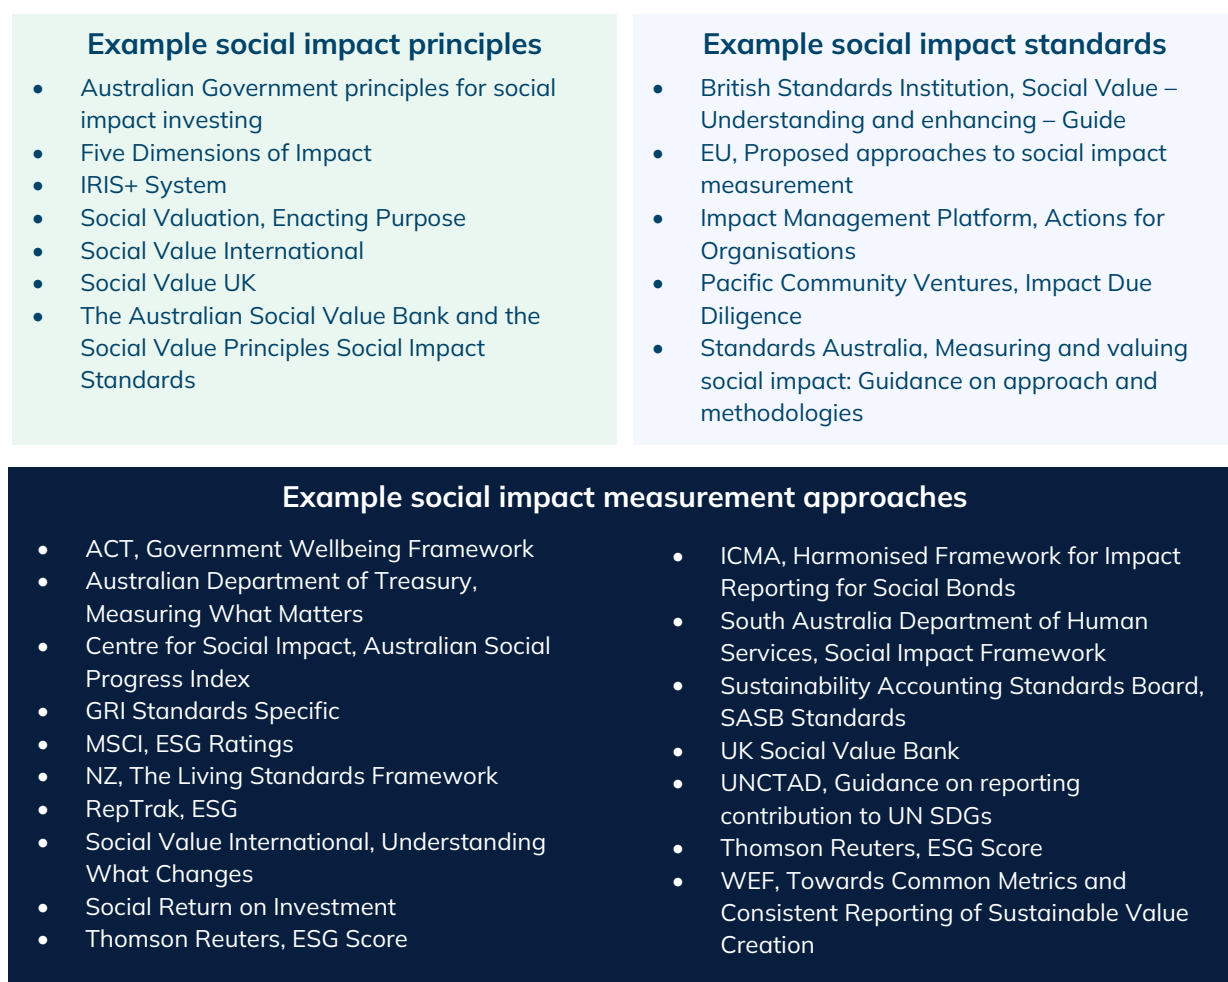 Example social impact principles
• Australian Government principles for social
impact investing
• Five Dimensions of Impact
• IRIS+ System
• Social Valuation, Enacting Purpose
• Social Value International
• Social Value UK
• The Australian Social Value Bank and the
Social Value Principles Social Impact
Standards
Example social impact standards
• British Standards Institution, Social Value –
Understanding and enhancing – Guide
• EU, Proposed approaches to social impact
measurement
• Impact Management Platform, Actions for
Organisations
• Pacific Community Ventures, Impact Due
Diligence
• Standards Australia, Measuring and valuing
social impact: Guidance on approach and
methodologies
Example social impact measurement approaches
• ACT, Government Wellbeing Framework
• Australian Department of Treasury,
Measuring What Matters
• Centre for Social Impact, Australian Social
Progress Index
• GRI Standards Specific
• MSCI, ESG Ratings
• NZ, The Living Standards Framework
• RepTrak, ESG
• Social Value International, Understanding
What Changes
• Social Return on Investment
• Thomson Reuters, ESG Score
• ICMA, Harmonised Framework for Impact
Reporting for Social Bonds
• South Australia Department of Human
Services, Social Impact Framework
• Sustainability Accounting Standards Board,
SASB Standards
• UK Social Value Bank
• UNCTAD, Guidance on reporting
contribution to UN SDGs
• Thomson Reuters, ESG Score
• WEF, Towards Common Metrics and
Consistent Reporting of Sustainable Value
Creation